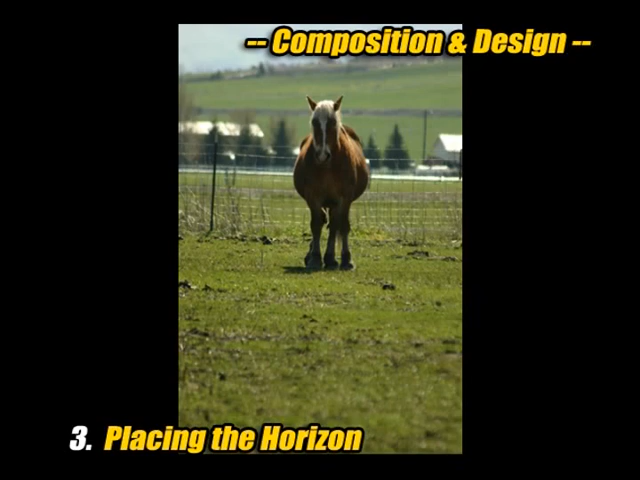 -- Composition & Design --
3. Placing the Horizon